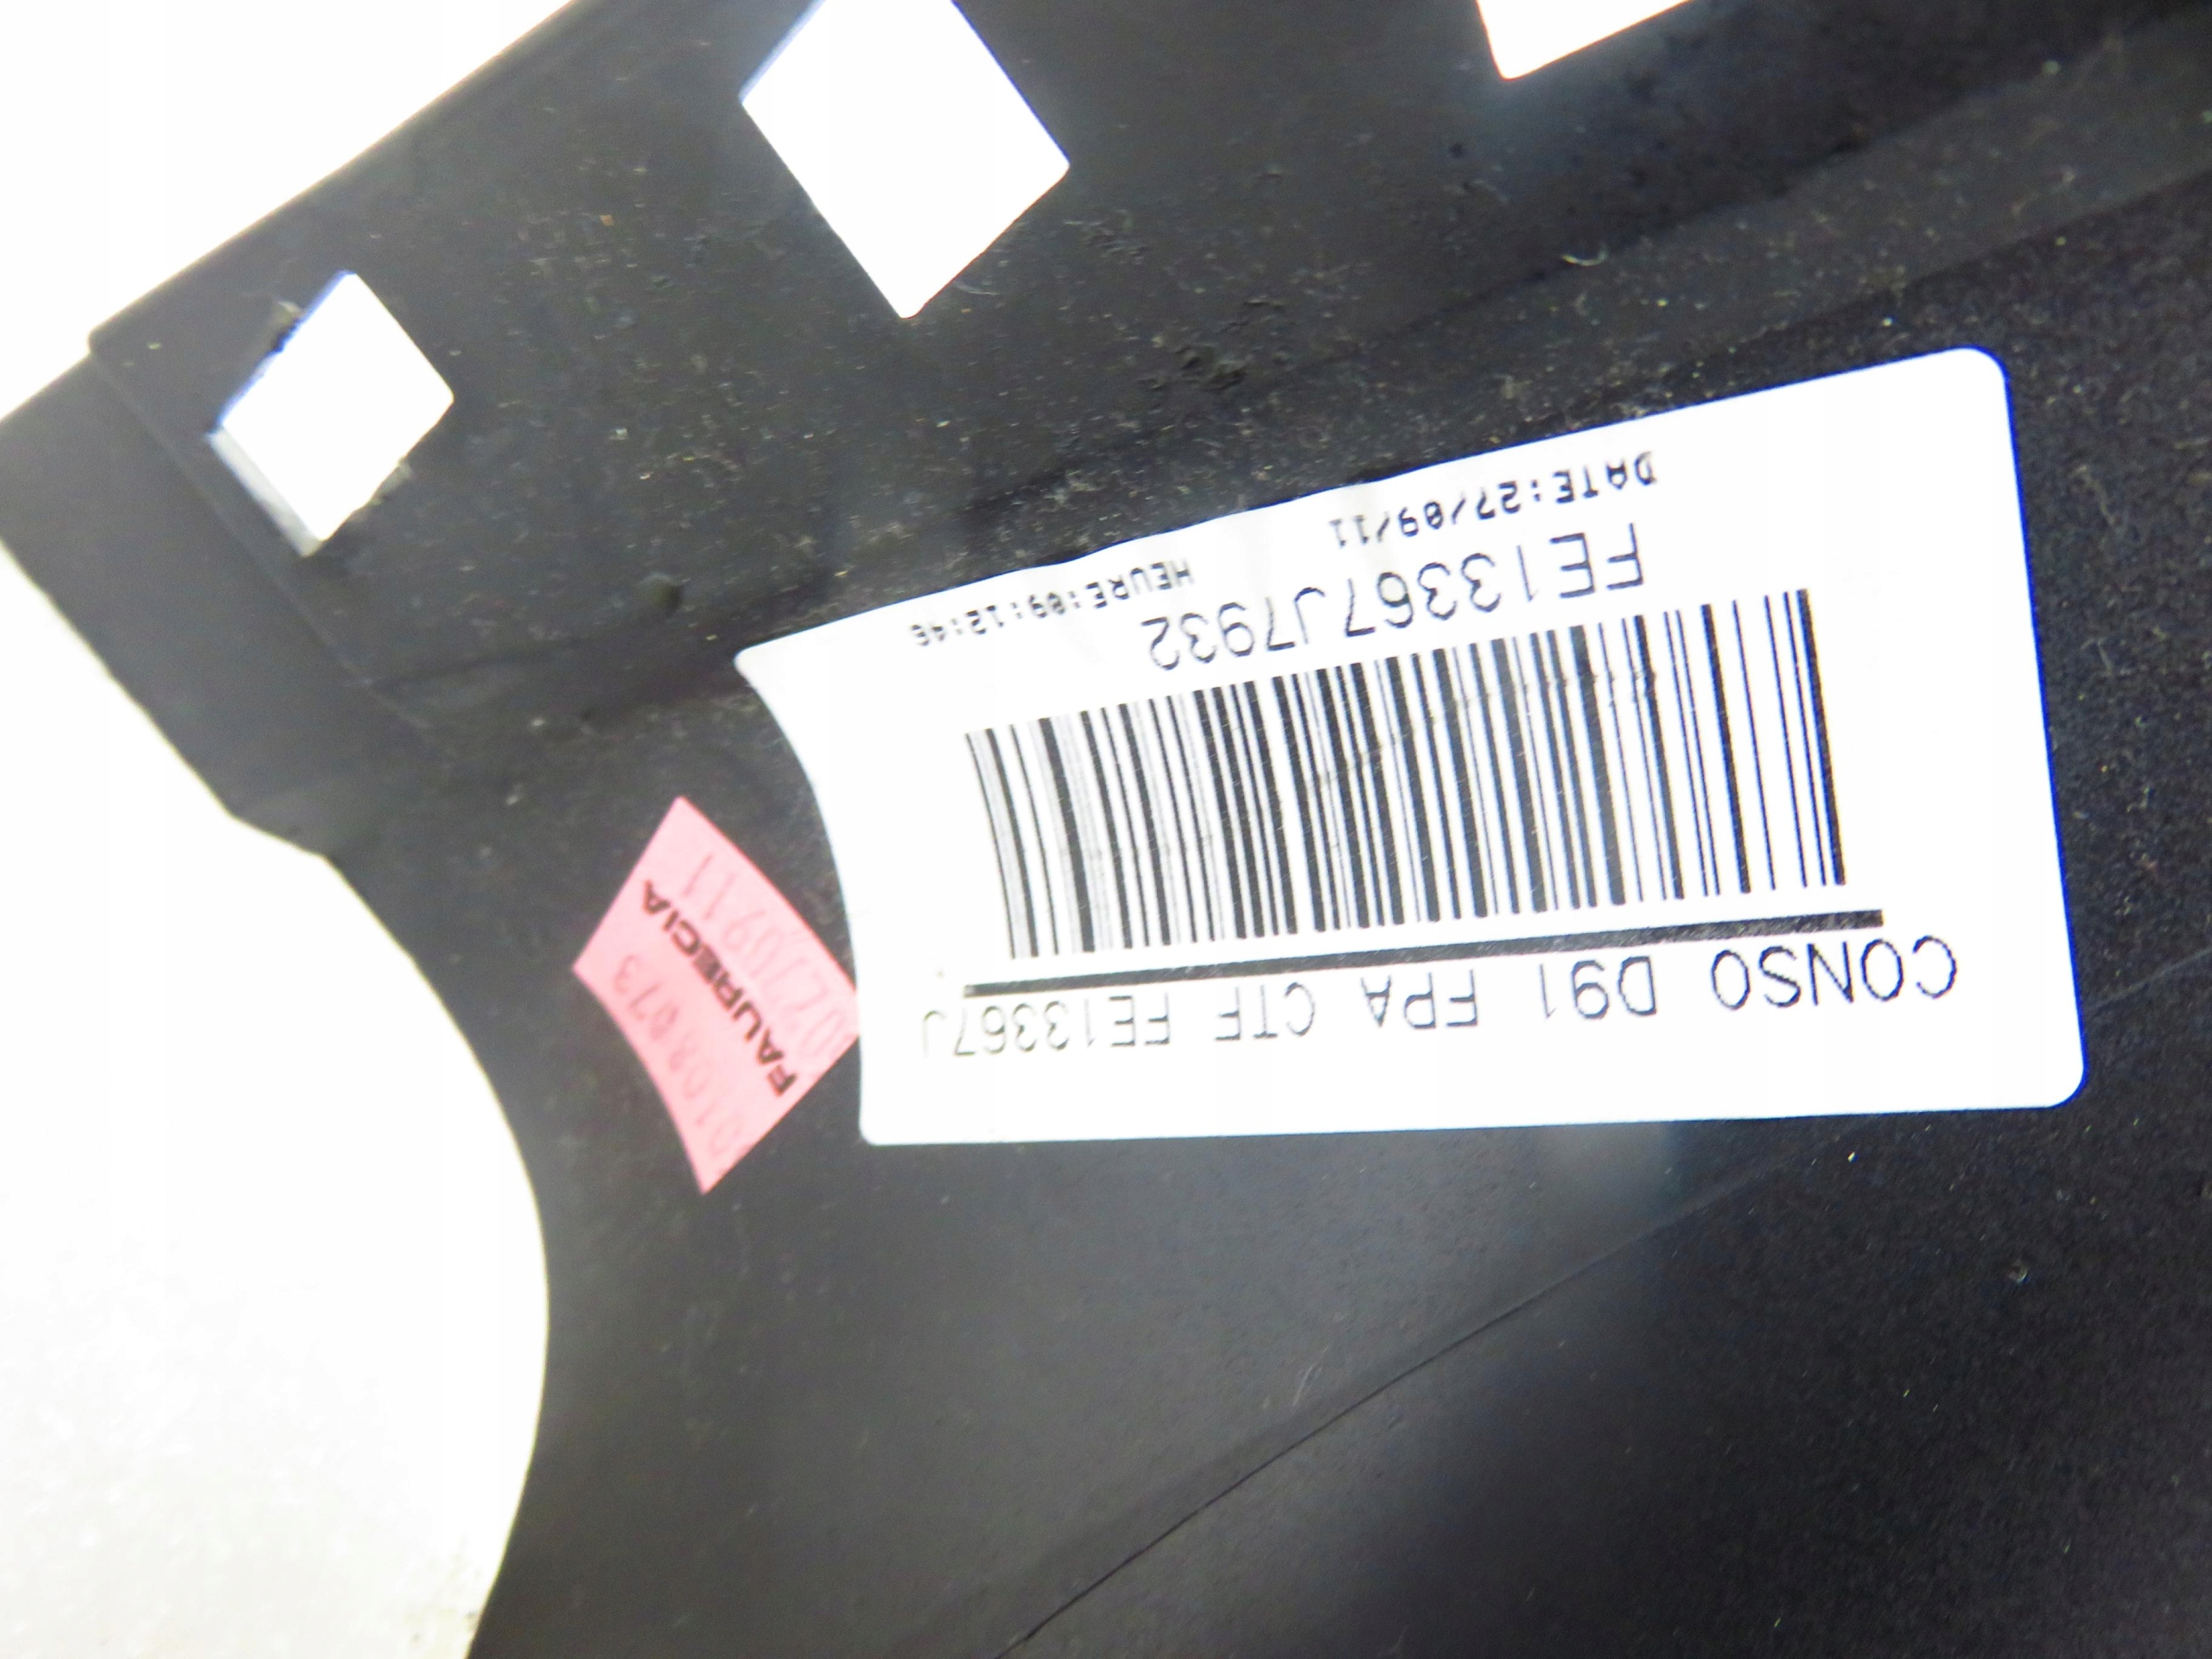 CONSO D91 FPA CTF FE13367J
FE13367J7932
DATE:27/09/11 HEURE:09:12:46
FAURECIA